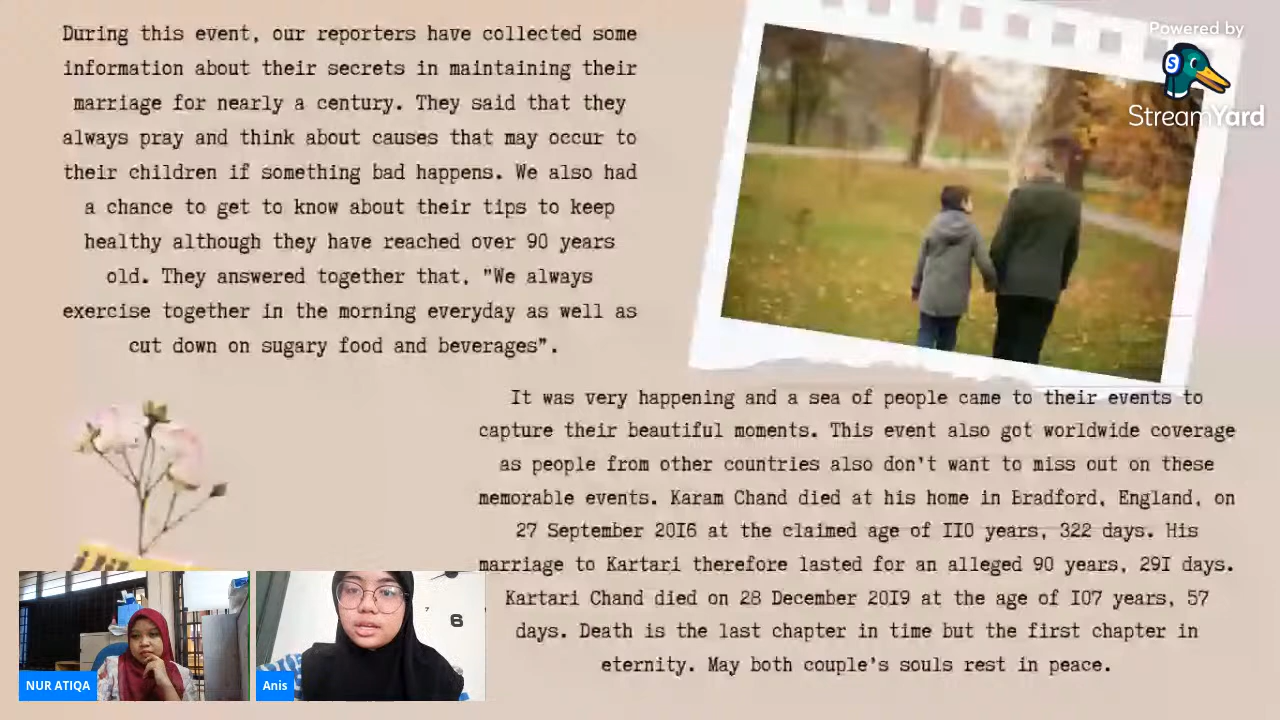 During this event, our reporters have collected some
information about their secrets in maintaining their
marriage for nearly a century. They said that they
always pray and think about causes that may occur to
their children if something bad happens. We also had
a chance to get to know about their tips to keep
healthy although they have reached over 90 years
old. They answered together that, "We always
exercise together in the morning everyday as well as
cut down on sugary food and beverages".
Powered by
S
StreamYard
It was very happening and a sea of people came to their events to
capture their beautiful moments. This event also got worldwide coverage
as people from other countries also don't want to miss out on these
memorable events. Karam Chand died at his home in Bradford, England, on
27 September 20I6 at the claimed age of II0 years, 322 days. His
marriage to Kartari therefore lasted for an alleged 90 years, 29I days.
Kartari Chand died on 28 December 20I9 at the age of I07 years, 57
days. Death is the last chapter in time but the first chapter in
eternity. May both couple's souls rest in peace.
7
6
NUR ATIQA
Anis